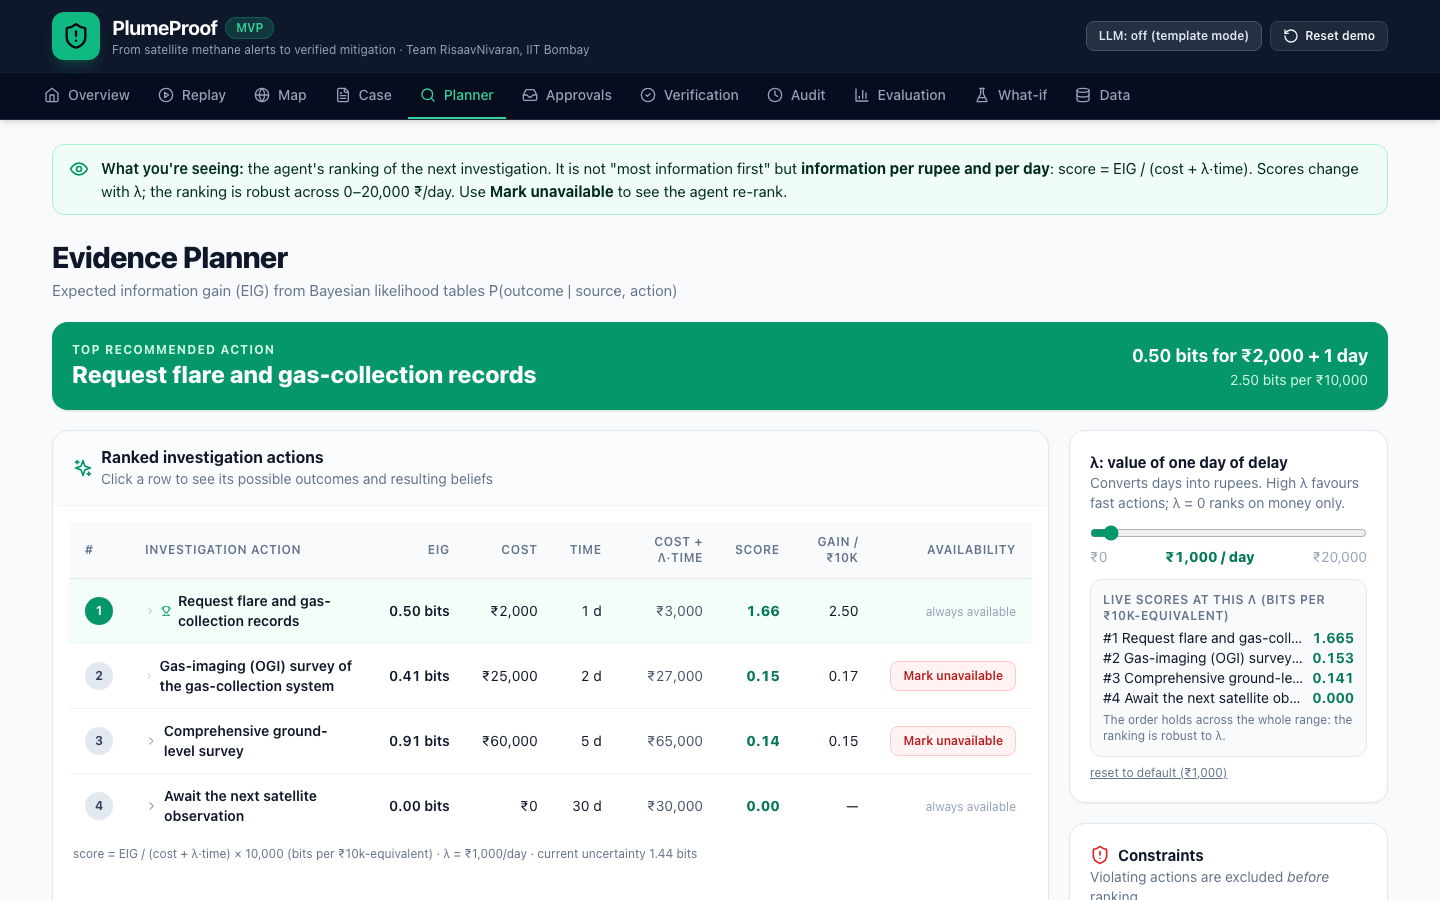 PlumeProof MVP
From satellite methane alerts to verified mitigation · Team RisaavNivaran, IIT Bombay
LLM: off (template mode)
Reset demo
Overview
Replay
Map
Case
Planner
Approvals
Verification
Audit
Evaluation
What-if
Data
What you're seeing: the agent's ranking of the next investigation. It is not "most information first" but information per rupee and per day: score = EIG / (cost + λ·time). Scores change
with λ; the ranking is robust across 0–20,000 ₹/day. Use Mark unavailable to see the agent re-rank.
Evidence Planner
Expected information gain (EIG) from Bayesian likelihood tables P(outcome | source, action)
TOP RECOMMENDED ACTION
Request flare and gas-collection records
0.50 bits for ₹2,000 + 1 day
2.50 bits per ₹10,000
Ranked investigation actions
Click a row to see its possible outcomes and resulting beliefs
# INVESTIGATION ACTION EIG COST TIME COST + Λ·TIME SCORE GAIN / ₹10K AVAILABILITY
1 Request flare and gas-collection records 0.50 bits ₹2,000 1 d ₹3,000 1.66 2.50 always available
2 Gas-imaging (OGI) survey of the gas-collection system 0.41 bits ₹25,000 2 d ₹27,000 0.15 0.17 Mark unavailable
3 Comprehensive ground-level survey 0.91 bits ₹60,000 5 d ₹65,000 0.14 0.15 Mark unavailable
4 Await the next satellite observation 0.00 bits ₹0 30 d ₹30,000 0.00 — always available
score = EIG / (cost + λ·time) × 10,000 (bits per ₹10k-equivalent) · λ = ₹1,000/day · current uncertainty 1.44 bits
λ: value of one day of delay
Converts days into rupees. High λ favours
fast actions; λ = 0 ranks on money only.
₹0 ₹1,000 / day ₹20,000
LIVE SCORES AT THIS Λ (BITS PER
₹10K-EQUIVALENT)
#1 Request flare and gas-coll... 1.665
#2 Gas-imaging (OGI) survey... 0.153
#3 Comprehensive ground-le... 0.141
#4 Await the next satellite ob... 0.000
The order holds across the whole range: the
ranking is robust to λ.
reset to default (₹1,000)
Constraints
Violating actions are excluded before
ranking